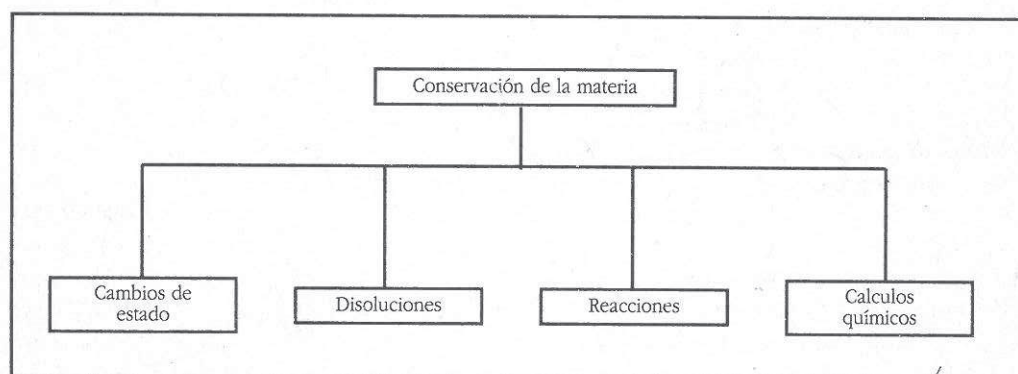 Conservación de la materia
Cambios de
estado
Disoluciones
Reacciones
Calculos
químicos